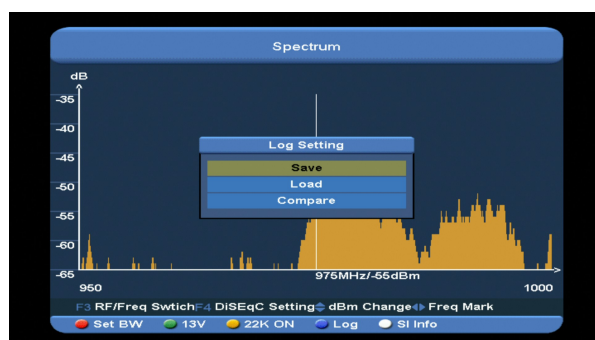 Spectrum
dB
-35
-40
Log Setting
-45
Save
-50
Load
Compare
-55
-60
-65
975MHz/-55dBm
950
1000
F3 RF/Freq Swtich F4 DiSEqC Setting dBm Change Freq Mark
Set BW 13V 22K ON Log SI Info